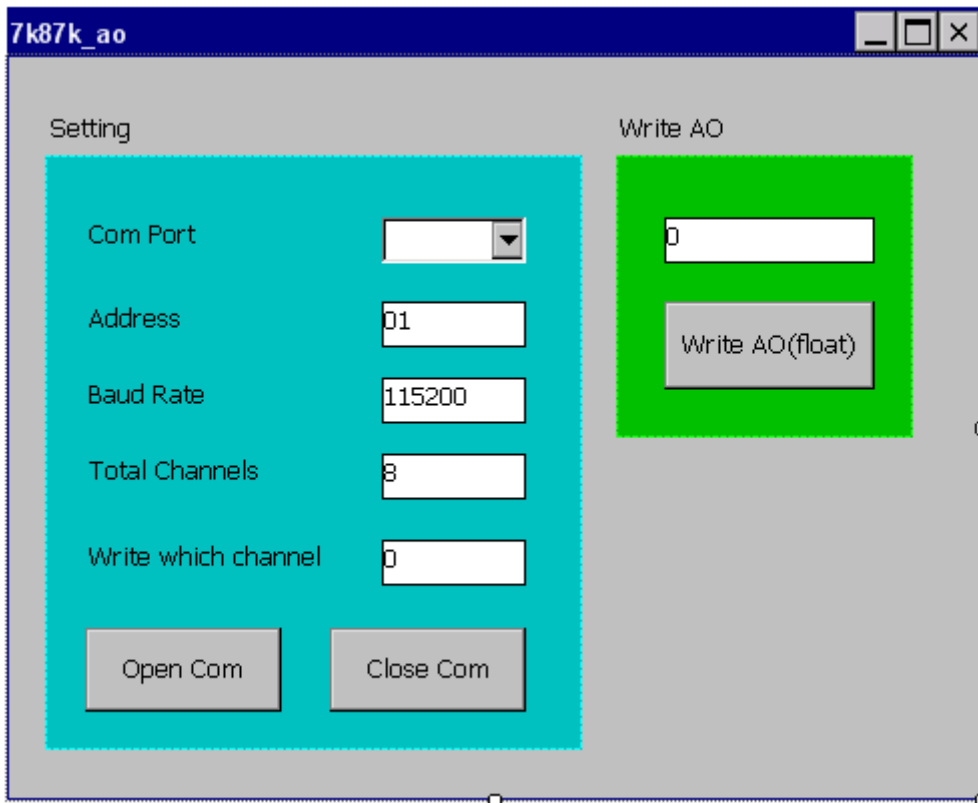 7k87k_ao
Setting
Com Port
Address 01
Baud Rate 115200
Total Channels 8
Write which channel 0
Open Com Close Com
Write AO
0
Write AO(float)